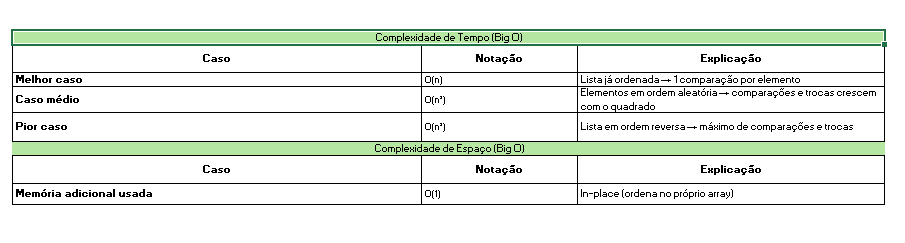 Complexidade de Tempo (Big O)
Caso Notação Explicação
Melhor caso O(n) Lista já ordenada → 1 comparação por elemento
Caso médio O(n²) Elementos em ordem aleatória → comparações e trocas crescem
com o quadrado
Pior caso O(n²) Lista em ordem reversa → máximo de comparações e trocas
Complexidade de Espaço (Big O)
Caso Notação Explicação
Memória adicional usada O(1) In-place (ordena no próprio array)